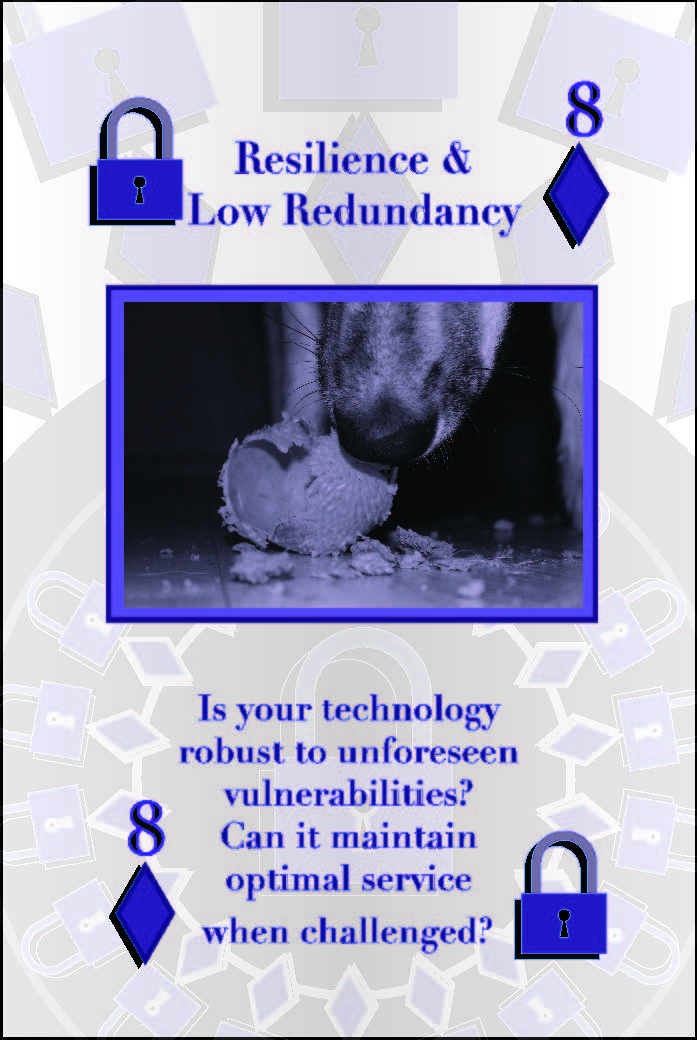 8
Resilience &
Low Redundancy
Is your technology
robust to unforeseen
vulnerabilities?
Can it maintain
optimal service
when challenged?
8